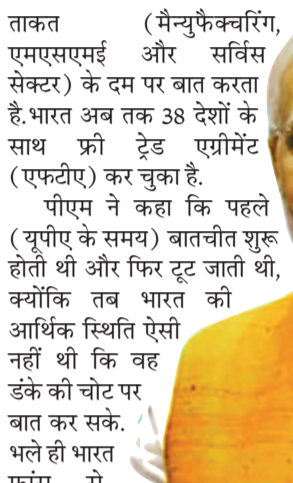 ताकत (मैन्युफैक्चरिंग,
एमएसएमई और सर्विस
सेक्टर) के दम पर बात करता
है.भारत अब तक 38 देशों के
साथ फ्री ट्रेड एग्रीमेंट
(एफटीए) कर चुका है.
पीएम ने कहा कि पहले
(यूपीए के समय) बातचीत शुरू
होती थी और फिर टूट जाती थी,
क्योंकि तब भारत की
आर्थिक स्थिति ऐसी
नहीं थी कि वह
डंके की चोट पर
बात कर सके.
भले ही भारत